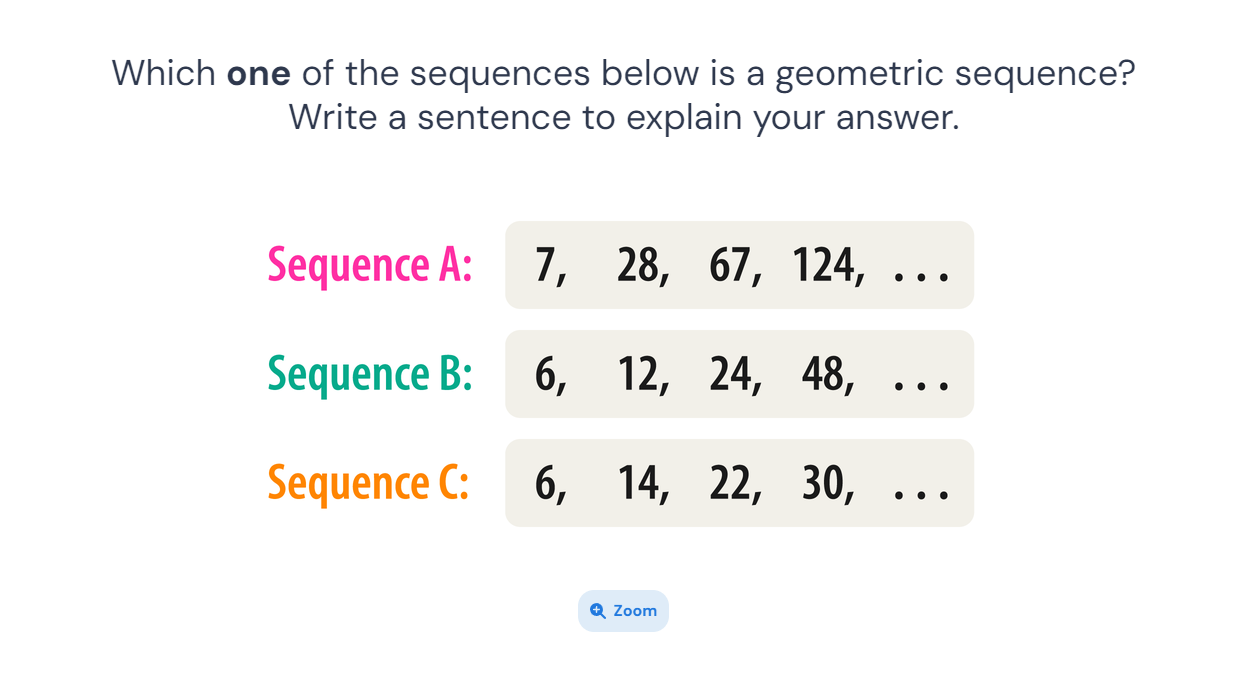 Which one of the sequences below is a geometric sequence?
Write a sentence to explain your answer.
Sequence A: 7, 28, 67, 124, ...
Sequence B: 6, 12, 24, 48, ...
Sequence C: 6, 14, 22, 30, ...
Zoom